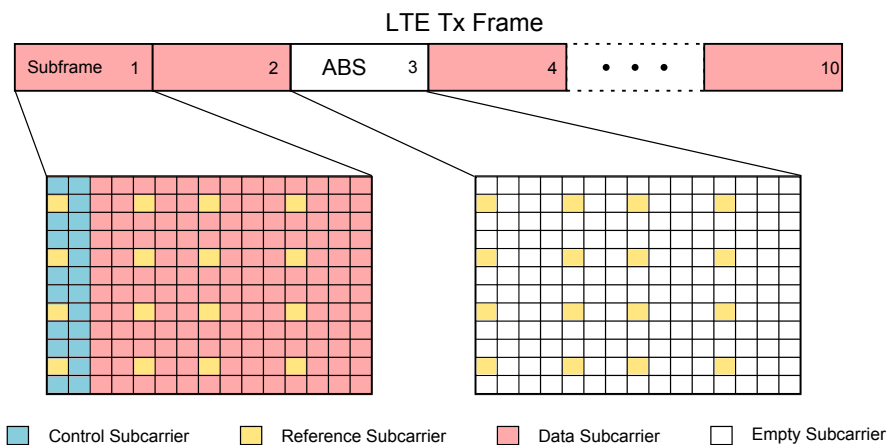 LTE Tx Frame
Subframe 1 2 ABS 3 4 • • • 10
Control Subcarrier Reference Subcarrier Data Subcarrier Empty Subcarrier